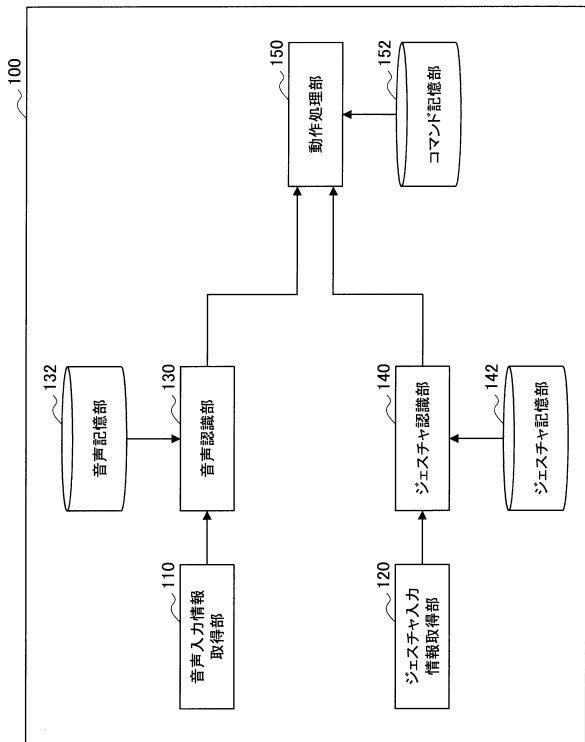 100
132
音声記憶部
110
音声入力情報
取得部
130
音声認識部
150
動作処理部
120
ジェスチャ入力
情報取得部
140
ジェスチャ認識部
152
コマンド記憶部
142
ジェスチャ記憶部